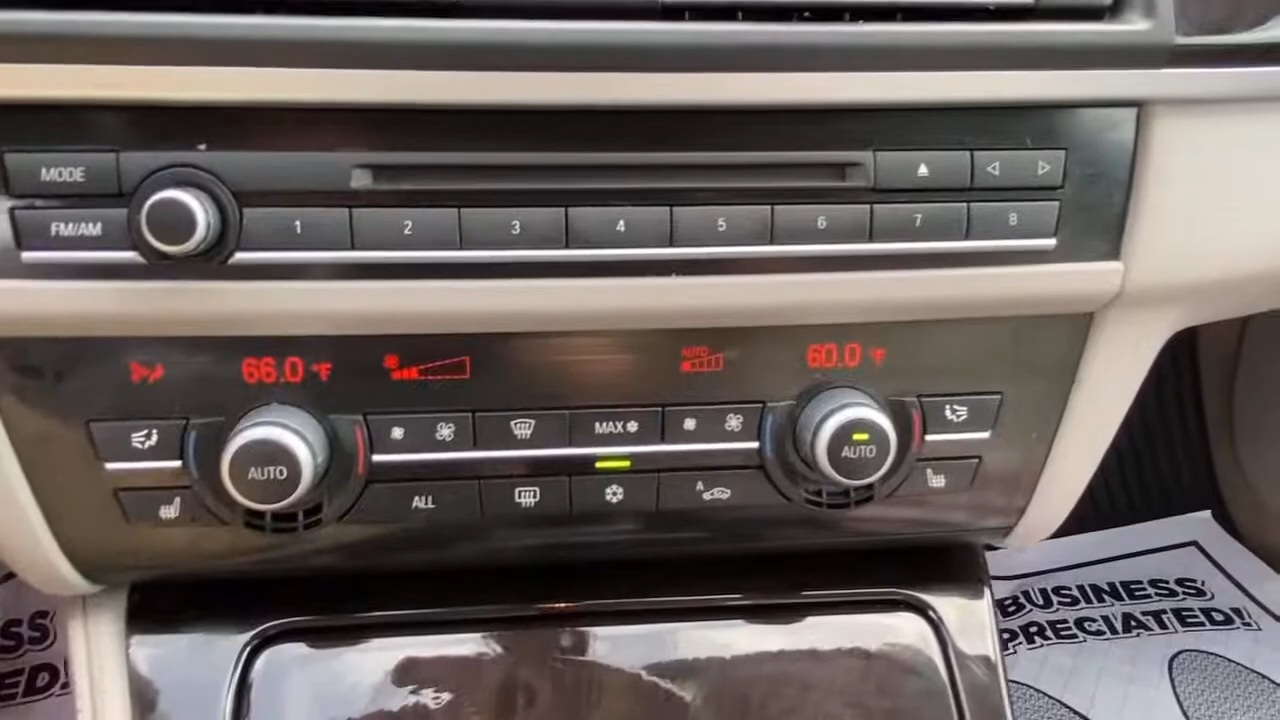 MODE
FM/AM 1 2 3 4 5 6 7 8
66.0 °F AUTO 60.0 °F
MAX
AUTO AUTO
ALL A
BUSINESS
PRECIATED!
SS
ED!